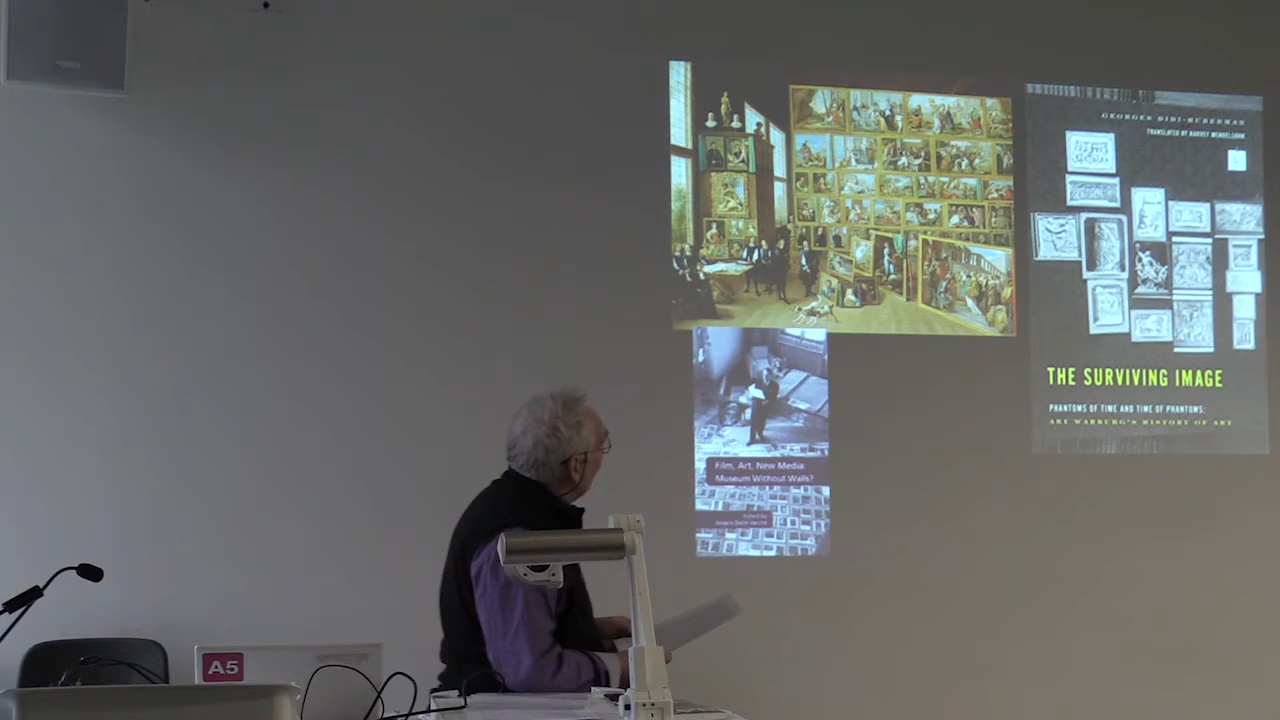 GEORGES DIDI-HUBERMAN
TRANSLATED BY HARVEY MENDELSOHN
THE SURVIVING IMAGE
PHANTOMS OF TIME AND TIME OF PHANTOMS:
ABY WARBURG'S HISTORY OF ART
Film, Art, New Media:
Museum Without Walls?
A5